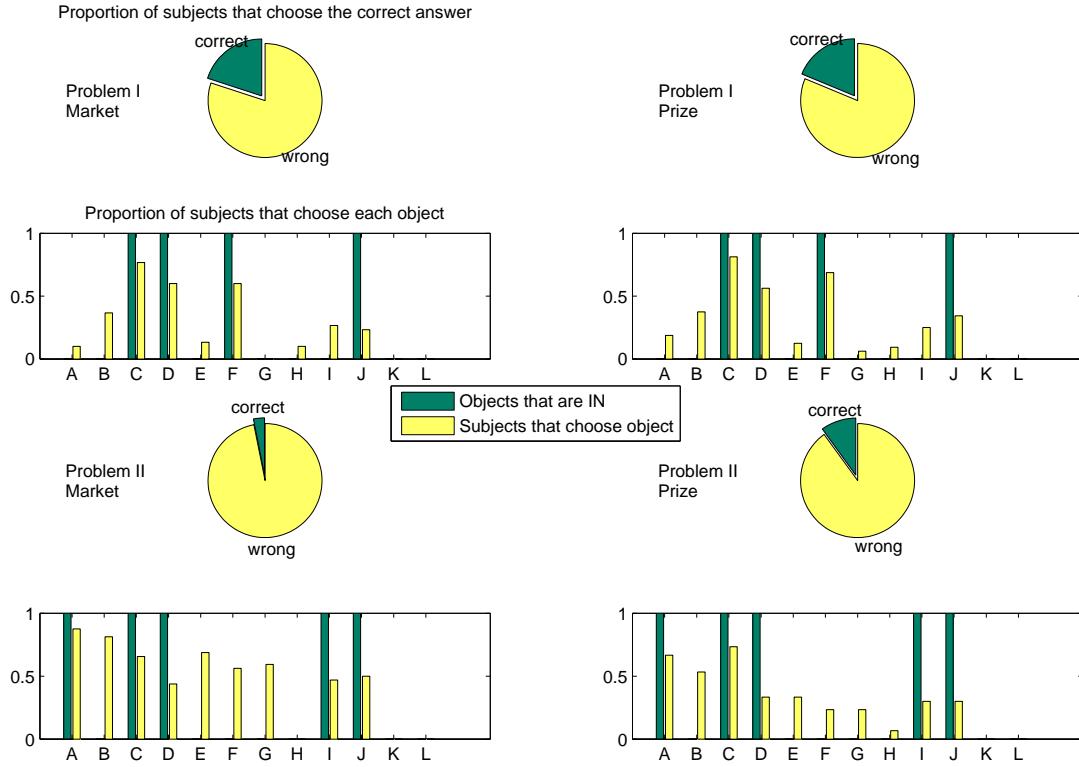 Proportion of subjects that choose the correct answer
correct
Problem I
Market
wrong
correct
Problem I
Prize
wrong
Proportion of subjects that choose each object
1
0.5
0
A B C D E F G H I J K L
1
0.5
0
A B C D E F G H I J K L
Objects that are IN
Subjects that choose object
correct
Problem II
Market
wrong
correct
Problem II
Prize
wrong
1
0.5
0
A B C D E F G H I J K L
1
0.5
0
A B C D E F G H I J K L